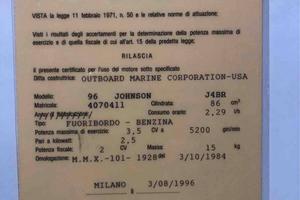 VISTA la legge 11 febbraio 1971, n. 50 e la relative norme di attuazione:
Visti i risultati degli accertamenti per la determinazione della potenza massima di
esercizio e di quella fiscale di cui all'art. 15 della predetta legge:
RILASCIA
il presente certificato per l'uso del motore sotto specificato
Ditta costruttrice: OUTBOARD MARINE CORPORATION-USA
Modello: 96 JOHNSON J4BR
Matricola: 4070411 Cilindrata: 86 cm³
Anno di fabbricazione: Consumo orario: 2,29 l/h
Tipo: FUORIBORDO - BENZINA
Potenza massima di esercizio: 3,5 CV a 5200 giri/min
Pari a kilowatt: 2,5
Potenza fiscale: 2 CV Massa: 15 kg
Omologazione: M.M.X.-101- 1928 del 3/10/1984
MILANO 3/08/1996